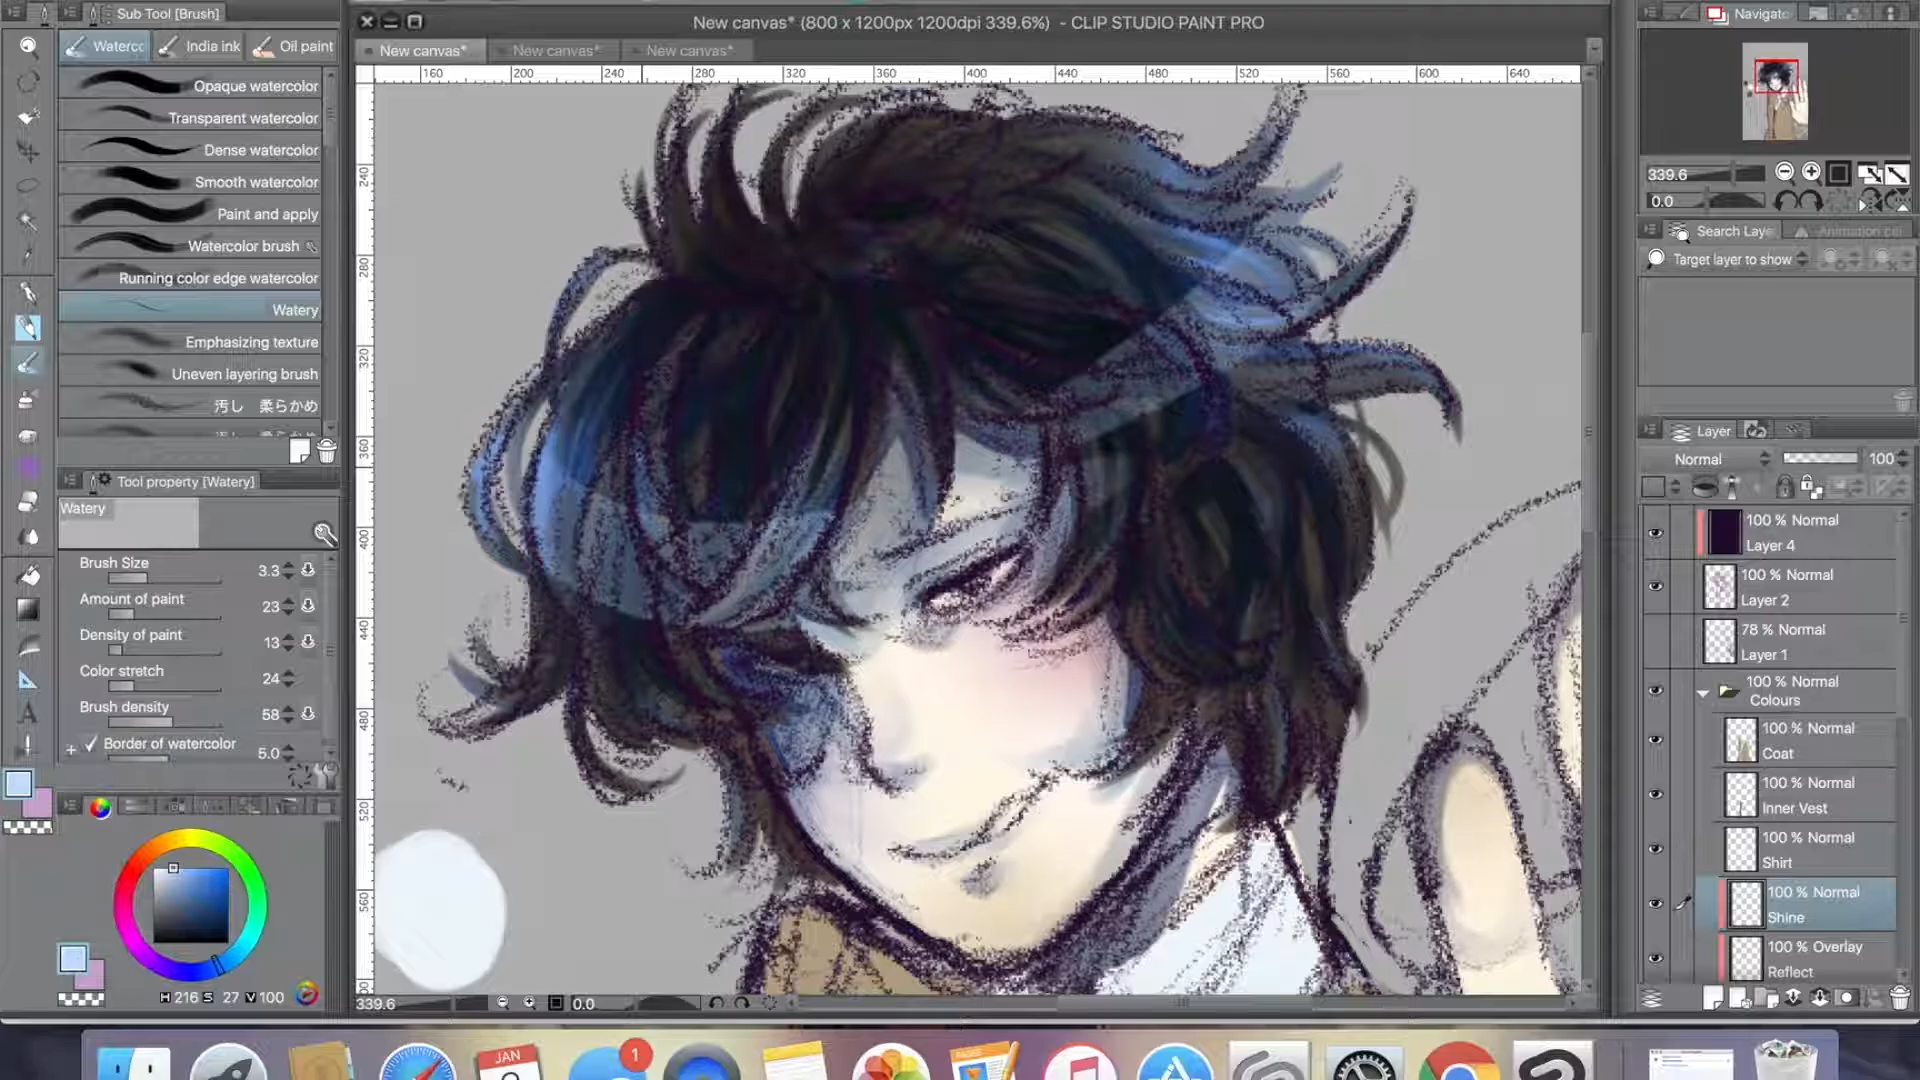 Sub Tool [Brush]
Waterc
India ink
Oil paint
Opaque watercolor
Transparent watercolor
Dense watercolor
Smooth watercolor
Paint and apply
Watercolor brush
Running color edge watercolor
Watery
Emphasizing texture
Uneven layering brush
汚し 柔らかめ
Tool property [Watery]
Watery
Brush Size 3.3
Amount of paint 23
Density of paint 13
Color stretch 24
Brush density 58
Border of watercolor 5.0
H 216 S 27 V 100
New canvas* (800 x 1200px 1200dpi 339.6%) - CLIP STUDIO PAINT PRO
New canvas*
New canvas*
New canvas*
160 200 240 280 320 360 400 440 480 520 560 600 640
240
280
320
360
400
440
480
520
560
339.6
0.0
Navigato
339.6
0.0
Search Laye
Animation cel
Target layer to show
Layer
Normal 100
100 % Normal
Layer 4
100 % Normal
Layer 2
78 % Normal
Layer 1
100 % Normal
Colours
100 % Normal
Coat
100 % Normal
Inner Vest
100 % Normal
Shirt
100 % Normal
Shine
100 % Overlay
Reflect
JAN
1
PAGES